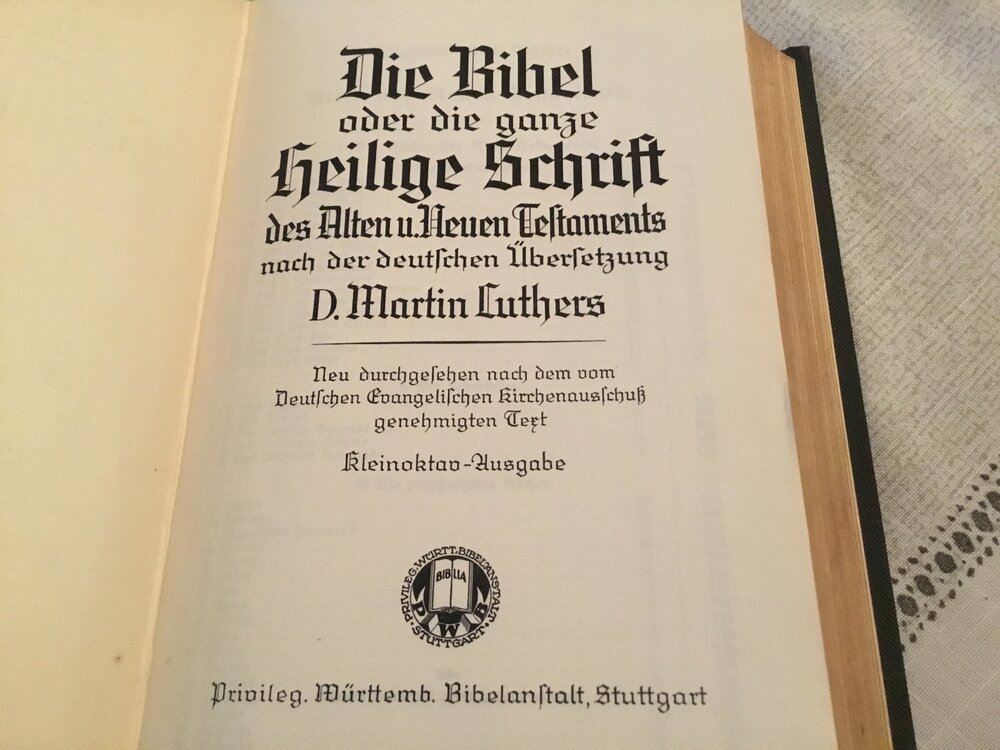 Die Bibel
oder die ganze
Heilige Schrift
des Alten u. Neuen Teſtaments
nach der deutſchen Überſetzung
D. Martin Luthers
Neu durchgeſehen nach dem vom
Deutſchen Evangeliſchen Kirchenausſchuß
genehmigten Text
Kleinoktav-Ausgabe
PRIVILEG. WÜRTT. BIBELANSTALT
BIBLIA
PWB
· STUTTGART ·
Privileg. Württemb. Bibelanſtalt, Stuttgart